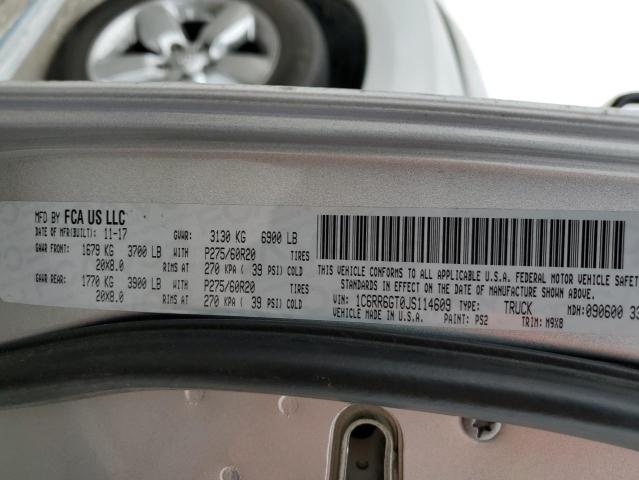 MFD BY FCA US LLC
DATE OF MFR(BUILT): 11-17 GVWR: 3130 KG 6900 LB
GAWR FRONT: 1679 KG 3700 LB WITH P275/60R20 TIRES
20X8.0 RIMS AT 270 KPA ( 39 PSI) COLD
GAWR REAR: 1770 KG 3900 LB WITH P275/60R20 TIRES
20X8.0 RIMS AT 270 KPA ( 39 PSI) COLD
THIS VEHICLE CONFORMS TO ALL APPLICABLE U.S.A. FEDERAL MOTOR VEHICLE SAFETY
STANDARDS IN EFFECT ON THE DATE OF MANUFACTURE SHOWN ABOVE.
VIN: 1C6RR6GT0JS114609 TYPE: TRUCK MDH:090600 33
VEHICLE MADE IN U.S.A. PAINT: PS2 TRIM: M9X8